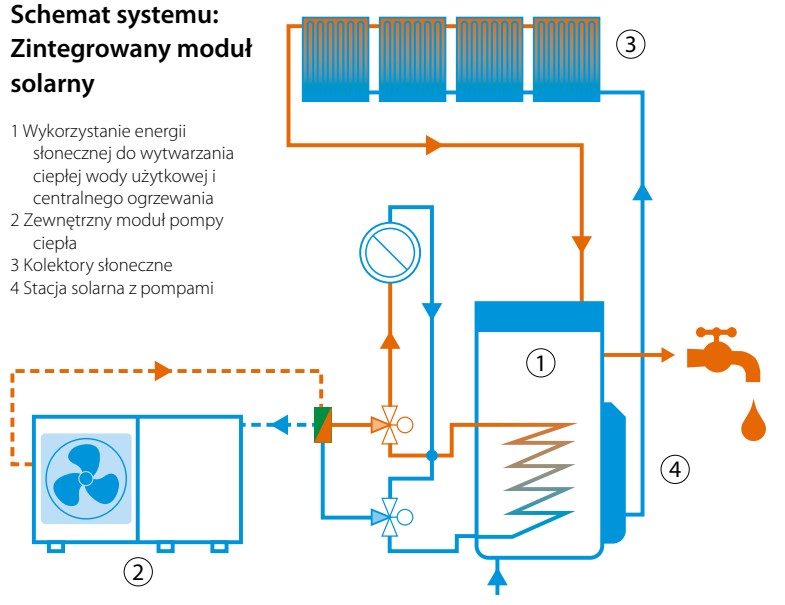 Schemat systemu:
Zintegrowany moduł
solarny
1 Wykorzystanie energii
słonecznej do wytwarzania
ciepłej wody użytkowej i
centralnego ogrzewania
2 Zewnętrzny moduł pompy
ciepła
3 Kolektory słoneczne
4 Stacja solarna z pompami
3
1
4
2